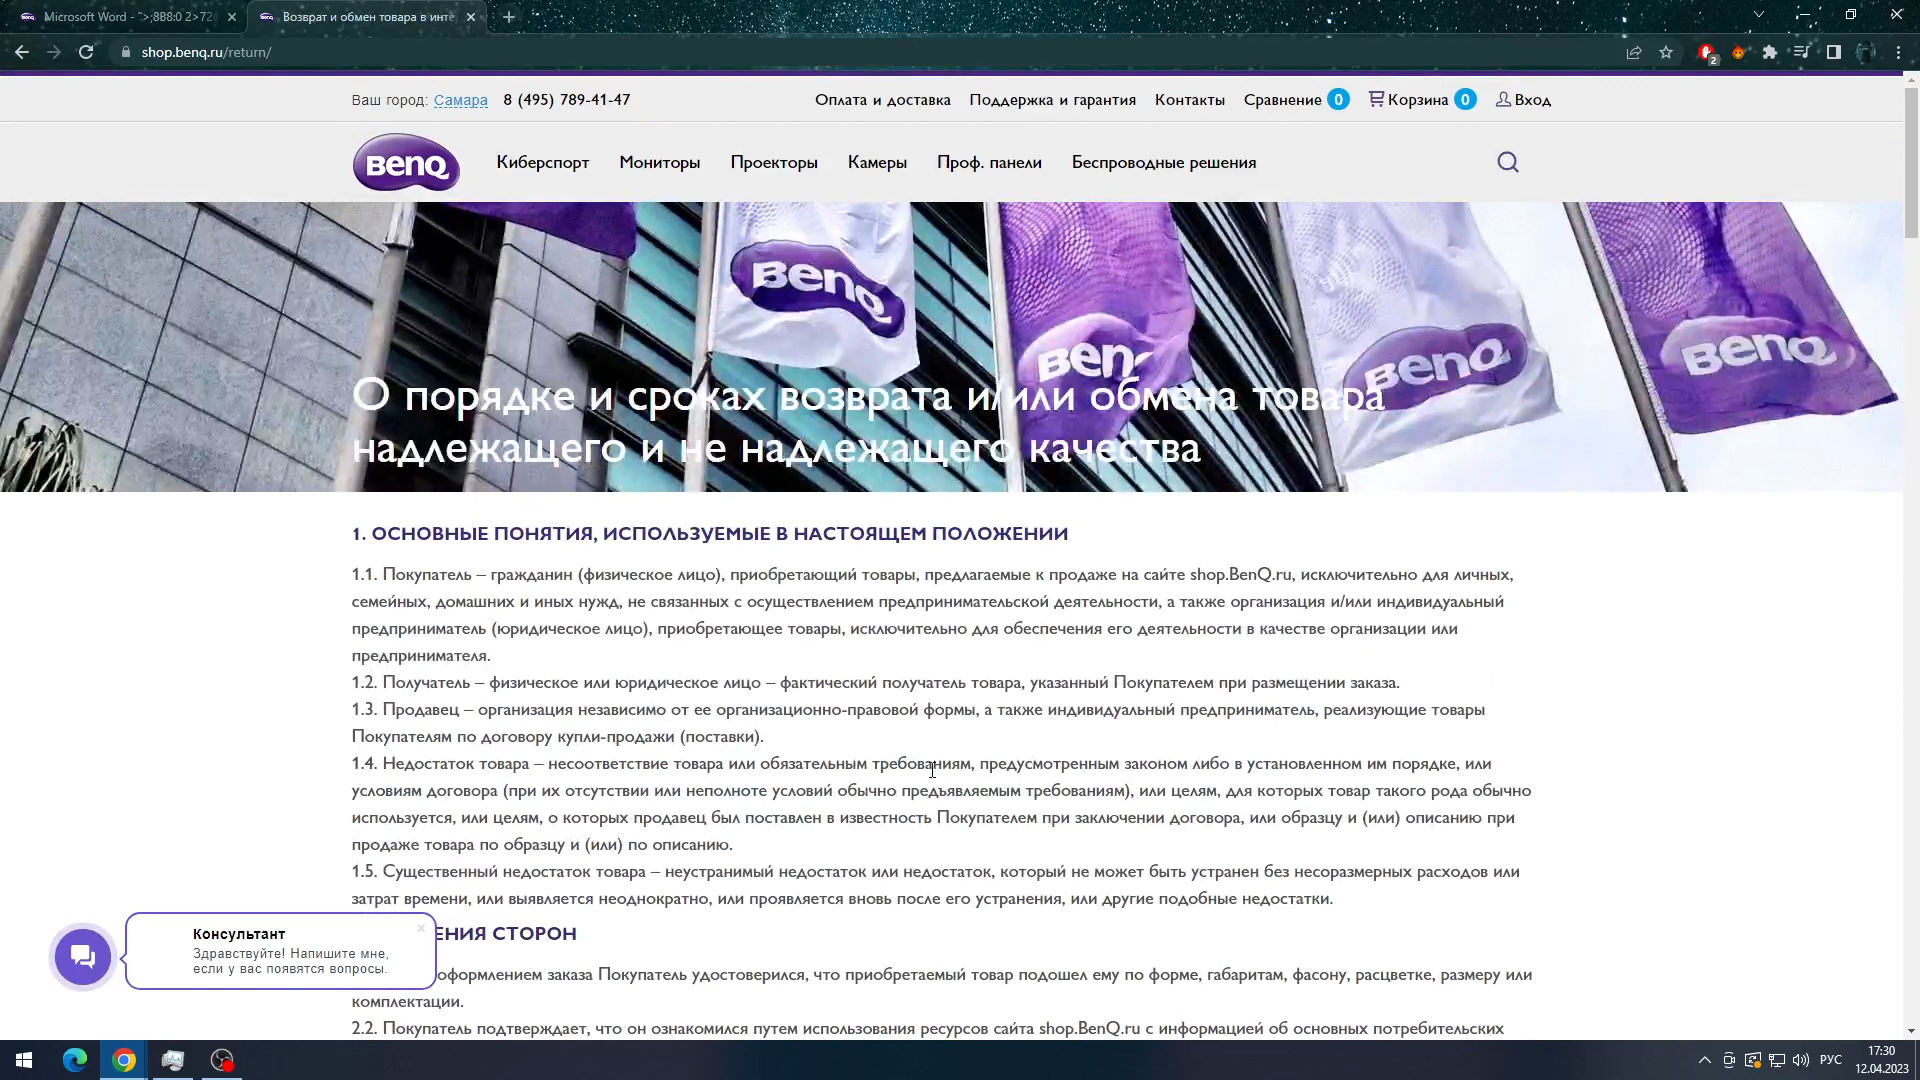 Microsoft Word - ~>;8B8:0 2>72
Возврат и обмен товара в инте
shop.benq.ru/return/
2
Ваш город: Самара 8 (495) 789-41-47 Оплата и доставка Поддержка и гарантия Контакты Сравнение 0 Корзина 0 Вход
BenQ Киберспорт Мониторы Проекторы Камеры Проф. панели Беспроводные решения
BenQ
BenQ
BenQ
BenQ
О порядке и сроках возврата и/или обмена товара
надлежащего и не надлежащего качества
1. ОСНОВНЫЕ ПОНЯТИЯ, ИСПОЛЬЗУЕМЫЕ В НАСТОЯЩЕМ ПОЛОЖЕНИИ
1.1. Покупатель – гражданин (физическое лицо), приобретающий товары, предлагаемые к продаже на сайте shop.BenQ.ru, исключительно для личных,
семейных, домашних и иных нужд, не связанных с осуществлением предпринимательской деятельности, а также организация и/или индивидуальный
предприниматель (юридическое лицо), приобретающее товары, исключительно для обеспечения его деятельности в качестве организации или
предпринимателя.
1.2. Получатель – физическое или юридическое лицо – фактический получатель товара, указанный Покупателем при размещении заказа.
1.3. Продавец – организация независимо от ее организационно-правовой формы, а также индивидуальный предприниматель, реализующие товары
Покупателям по договору купли-продажи (поставки).
1.4. Недостаток товара – несоответствие товара или обязательным требованиям, предусмотренным законом либо в установленном им порядке, или
условиям договора (при их отсутствии или неполноте условий обычно предъявляемым требованиям), или целям, для которых товар такого рода обычно
используется, или целям, о которых продавец был поставлен в известность Покупателем при заключении договора, или образцу и (или) описанию при
продаже товара по образцу и (или) по описанию.
1.5. Существенный недостаток товара – неустранимый недостаток или недостаток, который не может быть устранен без несоразмерных расходов или
затрат времени, или выявляется неоднократно, или проявляется вновь после его устранения, или другие подобные недостатки.
ЕНИЯ СТОРОН
оформлением заказа Покупатель удостоверился, что приобретаемый товар подошел ему по форме, габаритам, фасону, расцветке, размеру или
комплектации.
2.2. Покупатель подтверждает, что он ознакомился путем использования ресурсов сайта shop.BenQ.ru с информацией об основных потребительских
Консультант
Здравствуйте! Напишите мне,
если у вас появятся вопросы.
РУС
17:30
12.04.2023